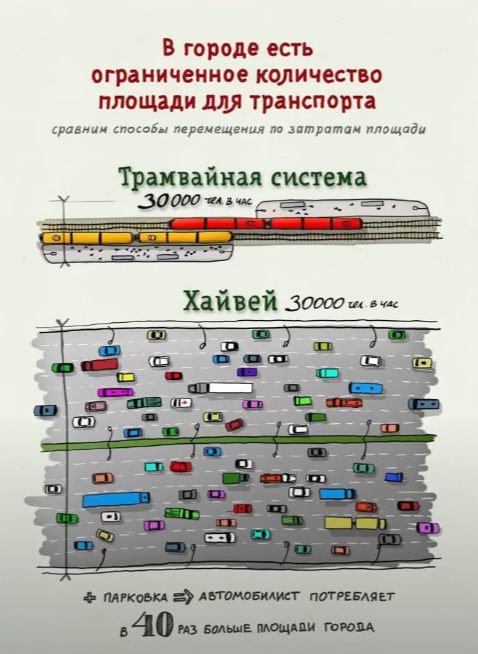 В городе есть
ограниченное количество
площади для транспорта
сравним способы перемещения по затратам площади
Трамвайная система
30000 чел. в час
Хайвей 30000 чел. в час
+ ПАРКОВКА => АВТОМОБИЛИСТ ПОТРЕБЛЯЕТ
В 40 РАЗ БОЛЬШЕ ПЛОЩАДИ ГОРОДА